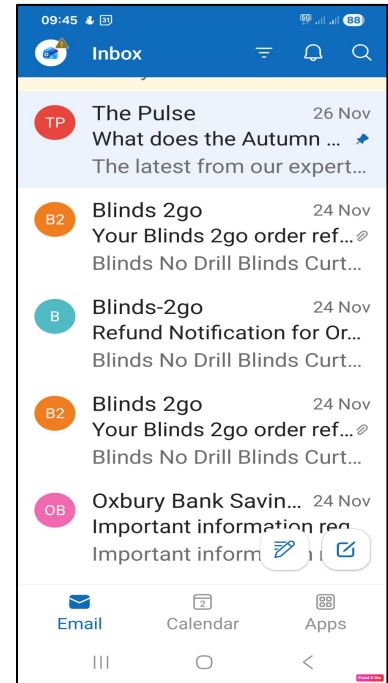 09:45 31 5G 88
Inbox
The Pulse 26 Nov
TP
What does the Autumn ...
The latest from our expert...
Blinds 2go 24 Nov
B2
Your Blinds 2go order ref...
Blinds No Drill Blinds Curt...
Blinds-2go 24 Nov
B
Refund Notification for Or...
Blinds No Drill Blinds Curt...
Blinds 2go 24 Nov
B2
Your Blinds 2go order ref...
Blinds No Drill Blinds Curt...
Oxbury Bank Savin... 24 Nov
OB
Important information req
Important inform
2
Email Calendar Apps